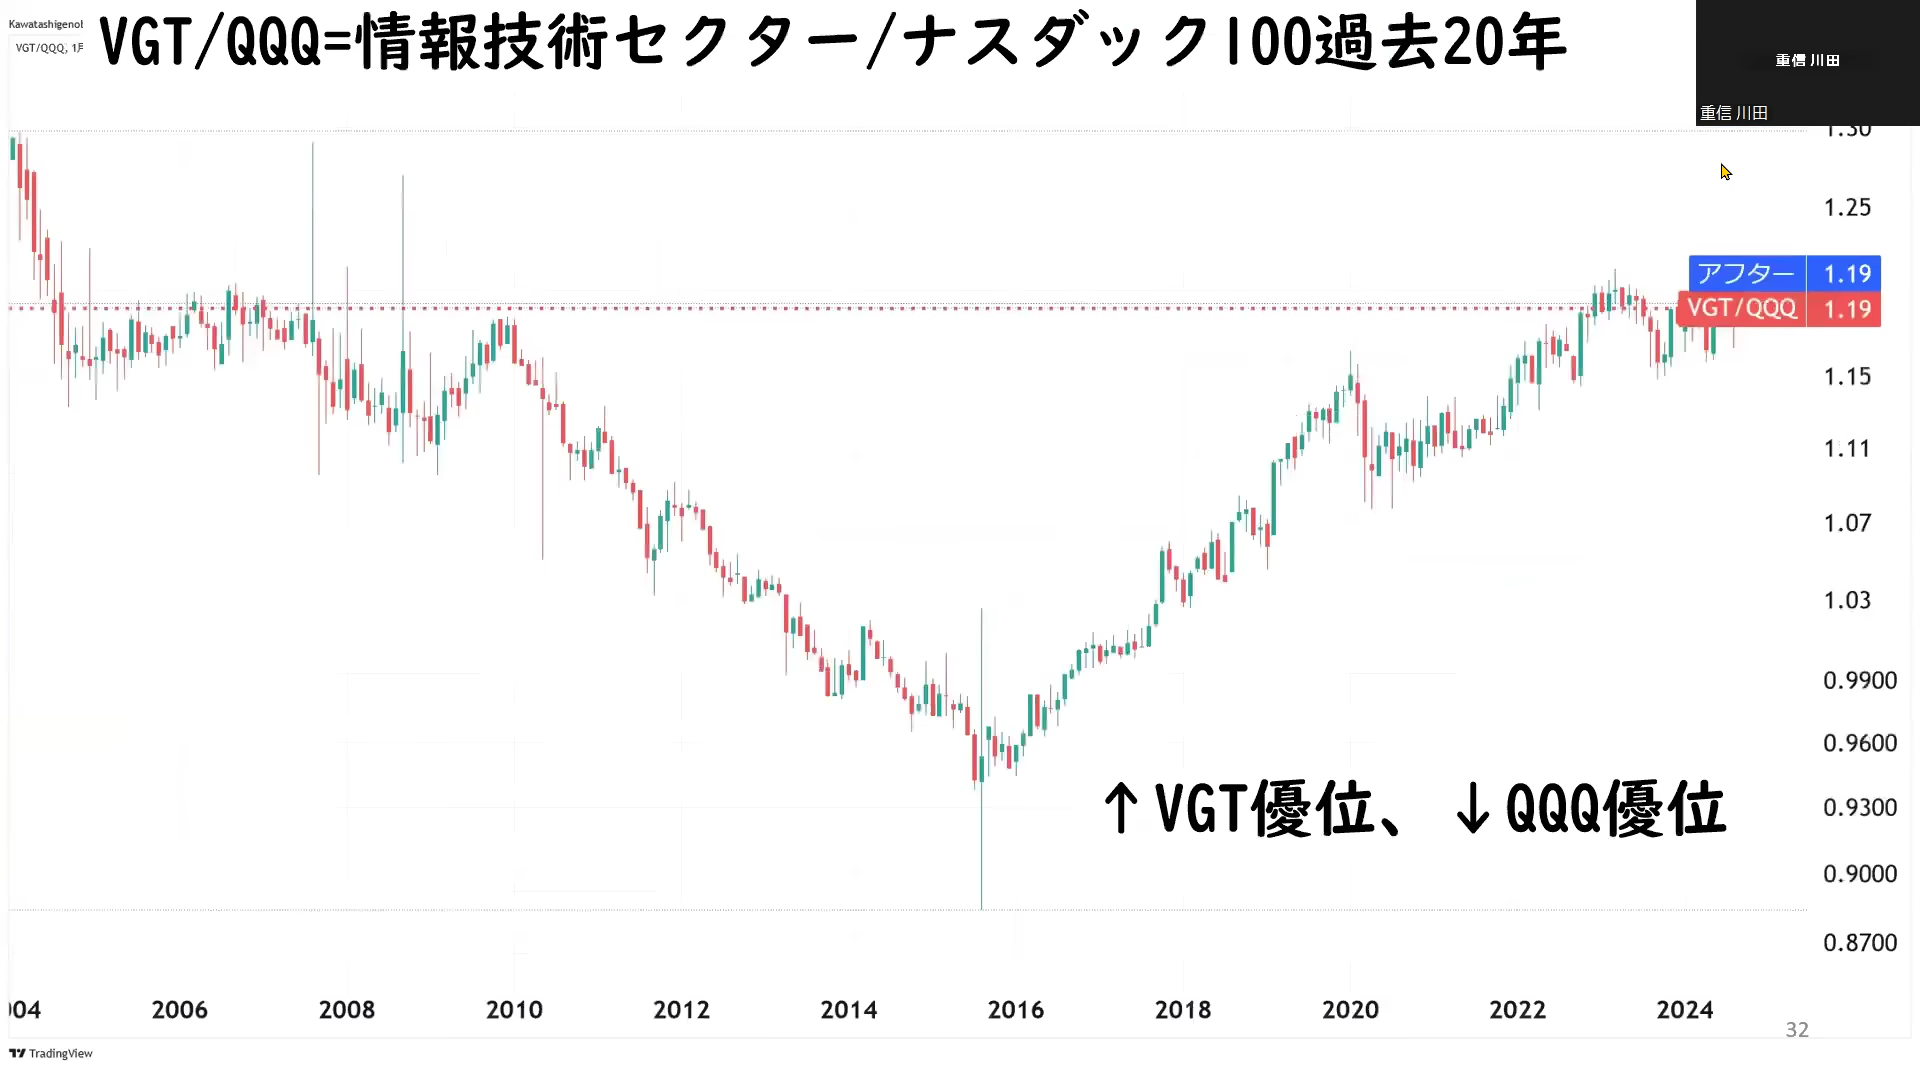 Kawatashigenob
VGT/QQQ, 1月
VGT/QQQ=情報技術セクター/ナスダック100過去20年
重信 川田
重信 川田
1.30
1.25
アフター 1.19
VGT/QQQ 1.19
1.15
1.11
1.07
1.03
0.9900
0.9600
↑VGT優位、↓QQQ優位
0.9300
0.9000
0.8700
004 2006 2008 2010 2012 2014 2016 2018 2020 2022 2024
32
TradingView